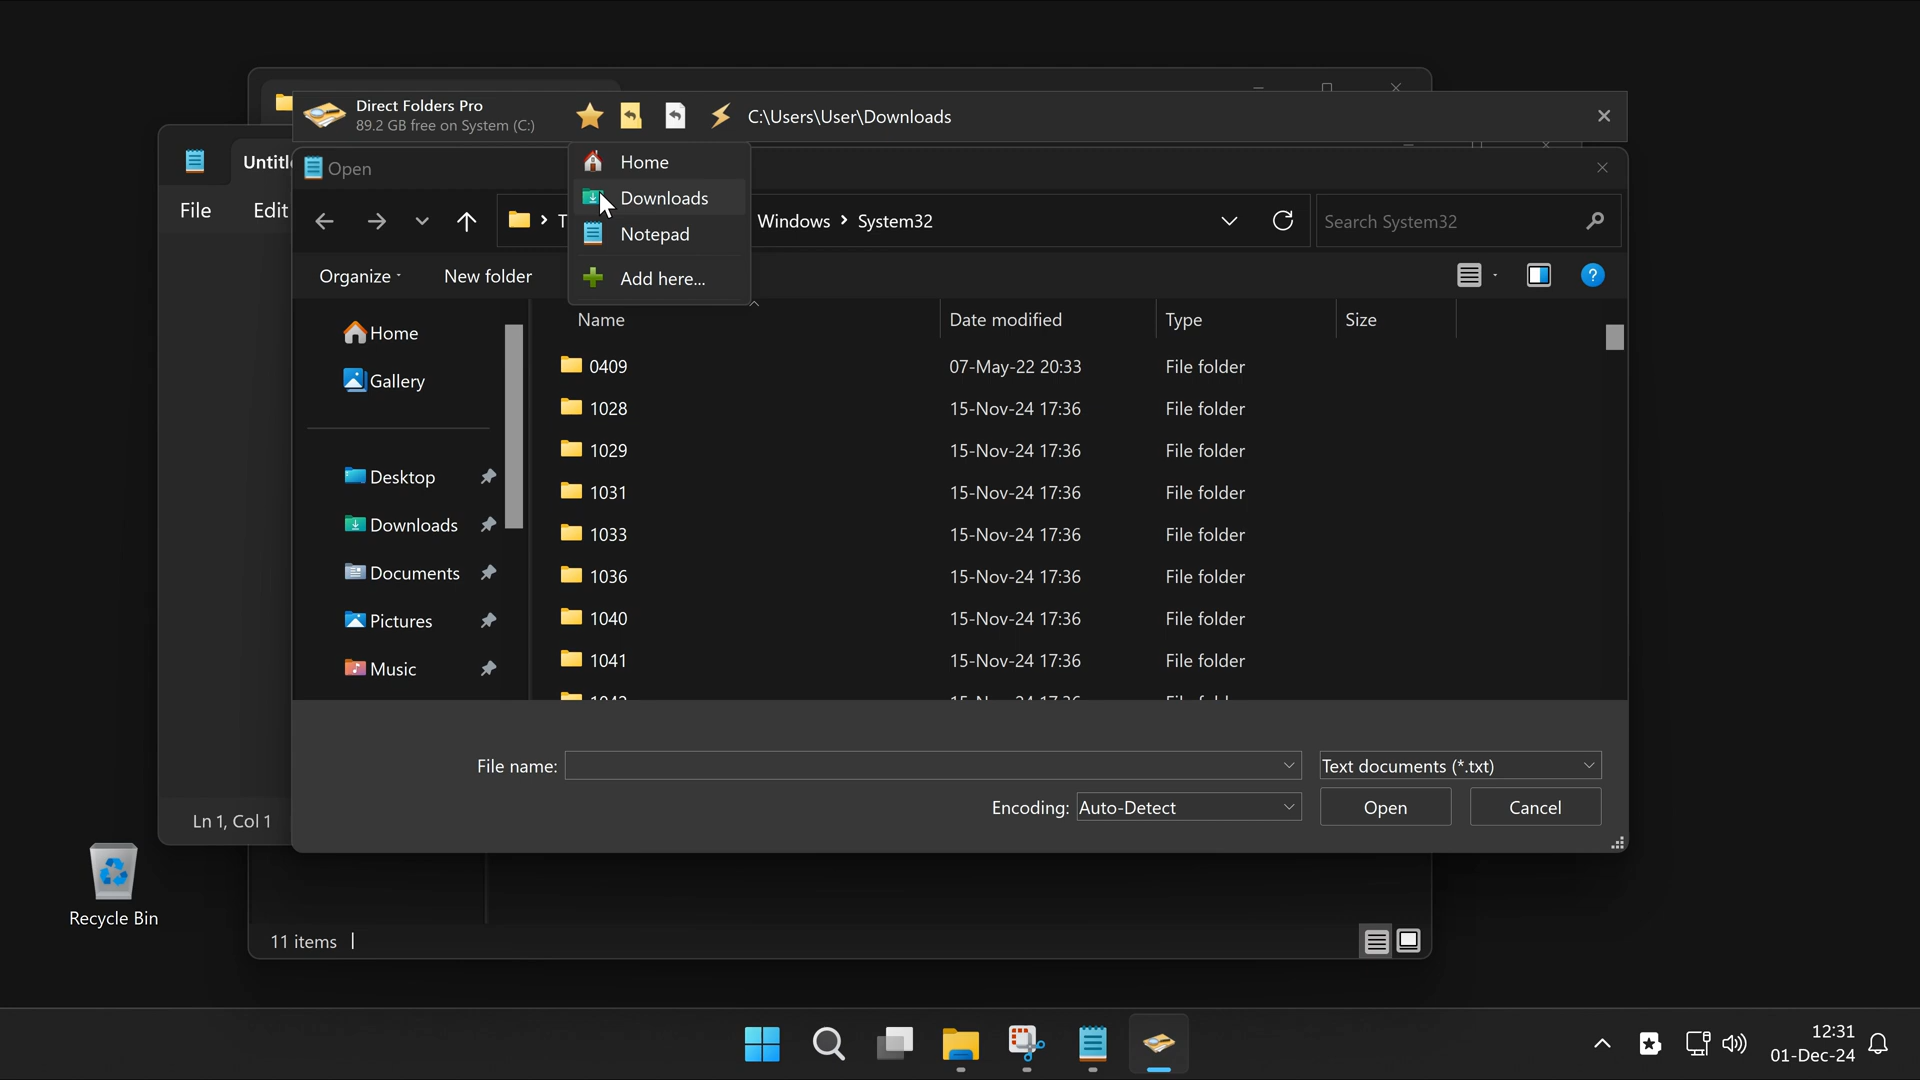 Direct Folders Pro
89.2 GB free on System (C:)
C:\Users\User\Downloads
Open
Home
Downloads
Notepad
Add here...
File
Edit
Windows
System32
Search System32
Organize
New folder
Name
Date modified
Type
Size
Home
Gallery
Desktop
Downloads
Documents
Pictures
Music
0409 07-May-22 20:33 File folder
1028 15-Nov-24 17:36 File folder
1029 15-Nov-24 17:36 File folder
1031 15-Nov-24 17:36 File folder
1033 15-Nov-24 17:36 File folder
1036 15-Nov-24 17:36 File folder
1040 15-Nov-24 17:36 File folder
1041 15-Nov-24 17:36 File folder
File name:
Text documents (*.txt)
Encoding: Auto-Detect
Open
Cancel
Ln 1, Col 1
Recycle Bin
11 items
12:31
01-Dec-24